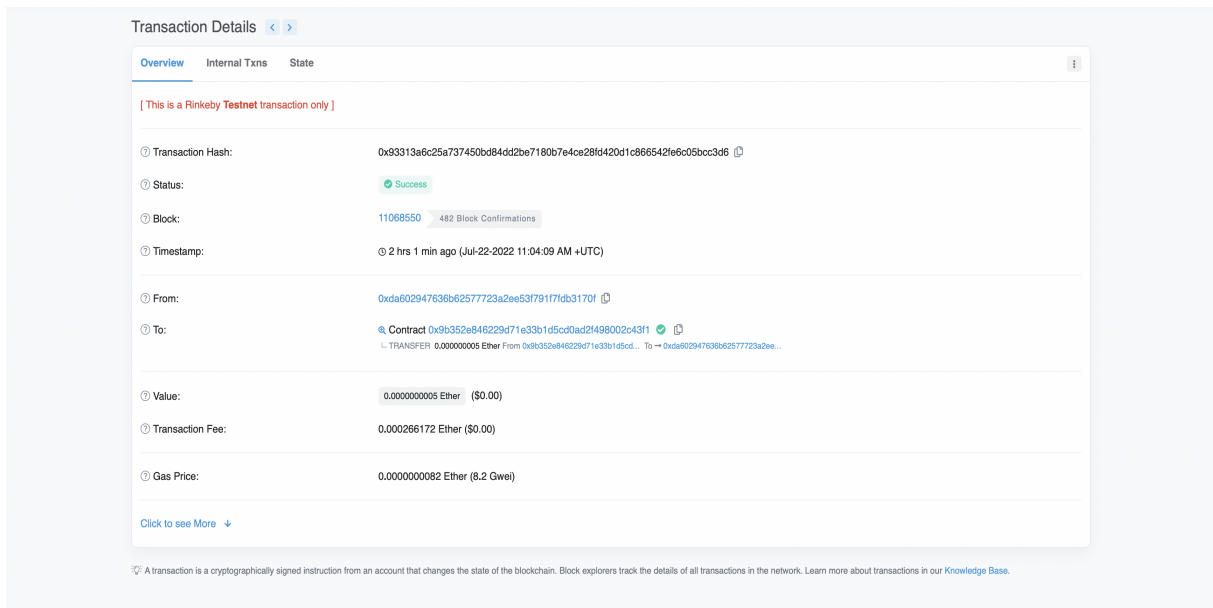 Transaction Details < >
Overview Internal Txns State
[ This is a Rinkeby Testnet transaction only ]
Transaction Hash: 0x93313a6c25a737450bd84dd2be7180b7e4ce28fd420d1c866542fe6c05bcc3d6
Status: Success
Block: 11068550 482 Block Confirmations
Timestamp: 2 hrs 1 min ago (Jul-22-2022 11:04:09 AM +UTC)
From: 0xda602947636b62577723a2ee53f791f7fdb3170f
To: Contract 0x9b352e846229d71e33b1d5cd0ad2f498002c43f1
TRANSFER 0.000000005 Ether From 0x9b352e846229d71e33b1d5cd... To → 0xda602947636b62577723a2ee...
Value: 0.0000000005 Ether ($0.00)
Transaction Fee: 0.000266172 Ether ($0.00)
Gas Price: 0.0000000082 Ether (8.2 Gwei)
Click to see More ↓
A transaction is a cryptographically signed instruction from an account that changes the state of the blockchain. Block explorers track the details of all transactions in the network. Learn more about transactions in our Knowledge Base.